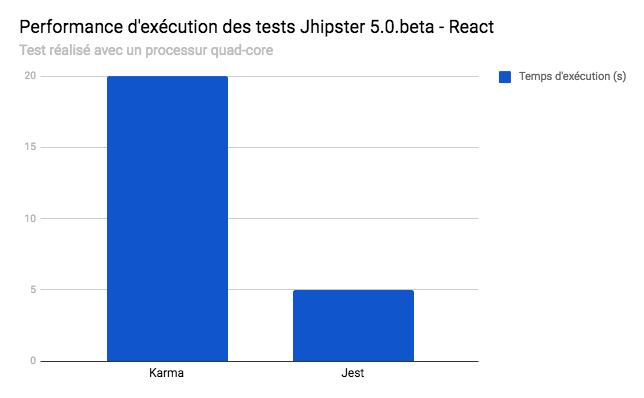 Performance d'exécution des tests Jhipster 5.0.beta - React
Test réalisé avec un processur quad-core
Temps d'exécution (s)
20
15
10
5
0
Karma
Jest